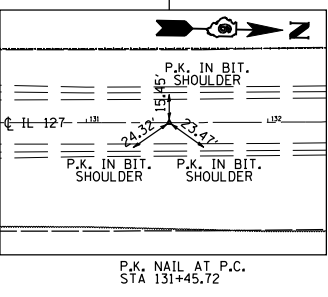 N
P.K. IN BIT.
SHOULDER
15.45'
℄ IL 127
131
132
24.32'
23.47'
P.K. IN BIT.
SHOULDER
P.K. IN BIT.
SHOULDER
P.K. NAIL AT P.C.
STA 131+45.72